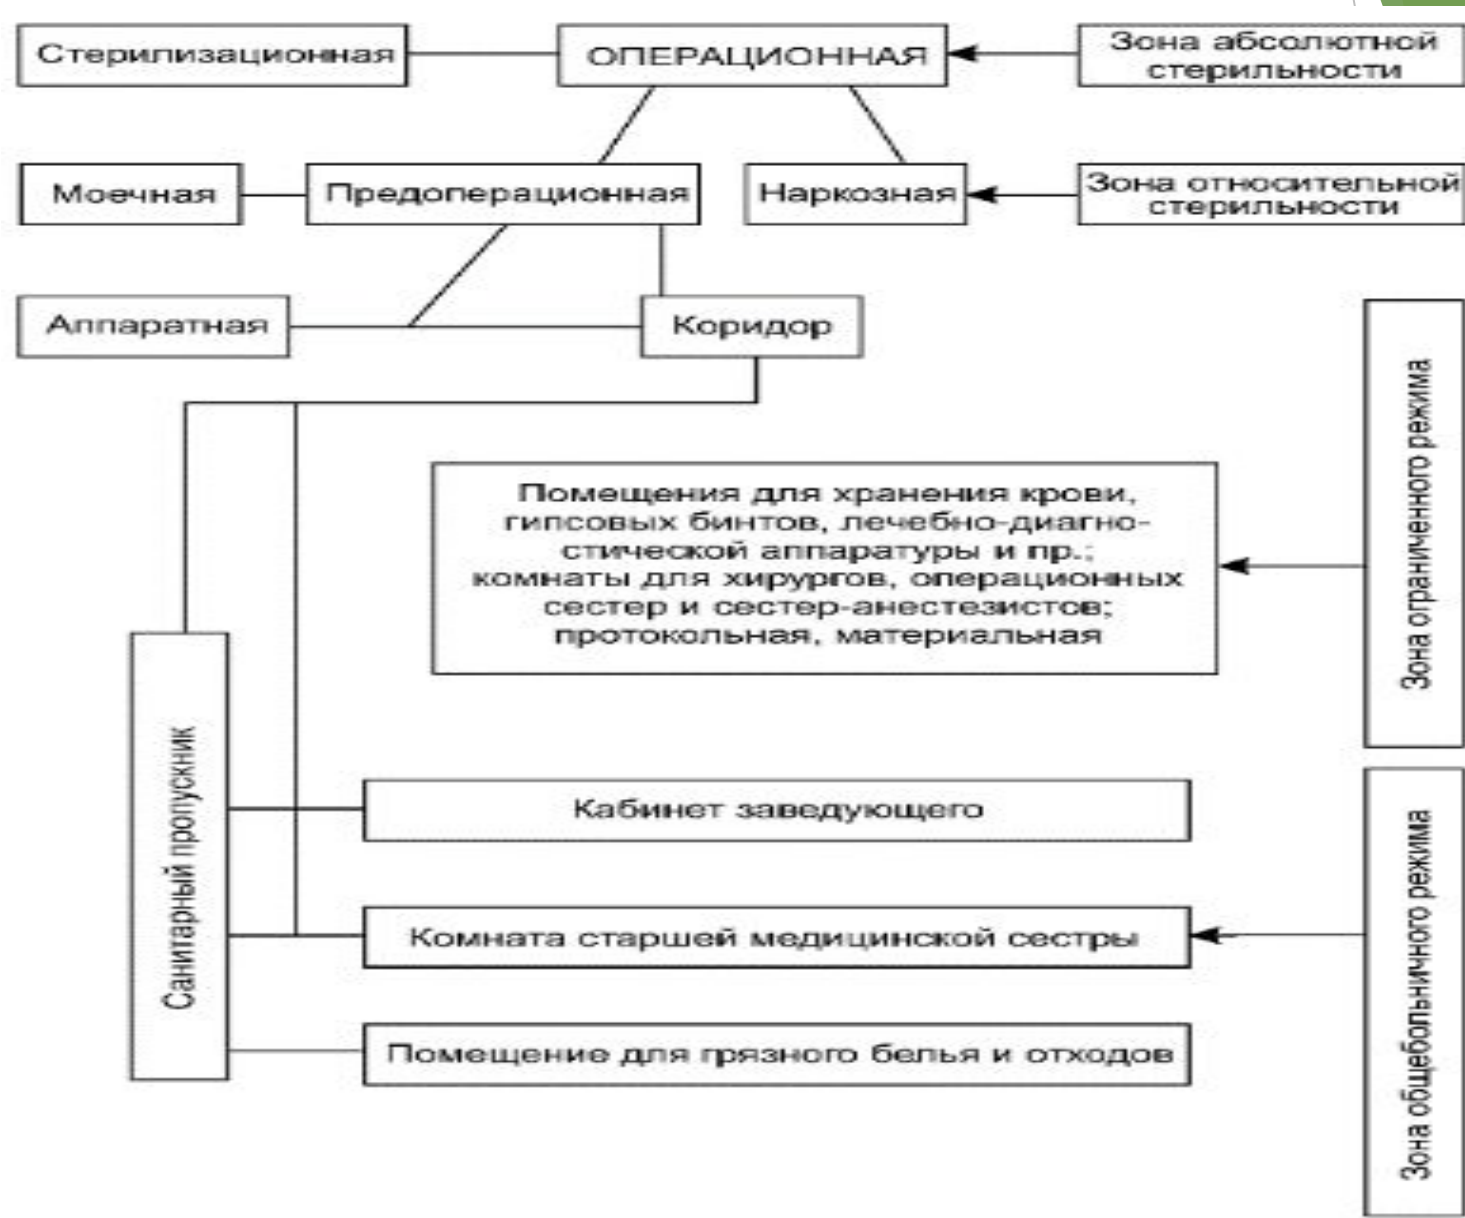 Стерилизационная
ОПЕРАЦИОННАЯ
Зона абсолютной
стерильности
Моечная
Предоперационная
Наркозная
Зона относительной
стерильности
Аппаратная
Коридор
Зона ограниченного режима
Помещения для хранения крови,
гипсовых бинтов, лечебно-диагно-
стической аппаратуры и пр.;
комнаты для хирургов, операционных
сестер и сестер-анестезистов;
протокольная, материальная
Санитарный пропускник
Кабинет заведующего
Комната старшей медицинской сестры
Помещение для грязного белья и отходов
Зона общебольничного режима